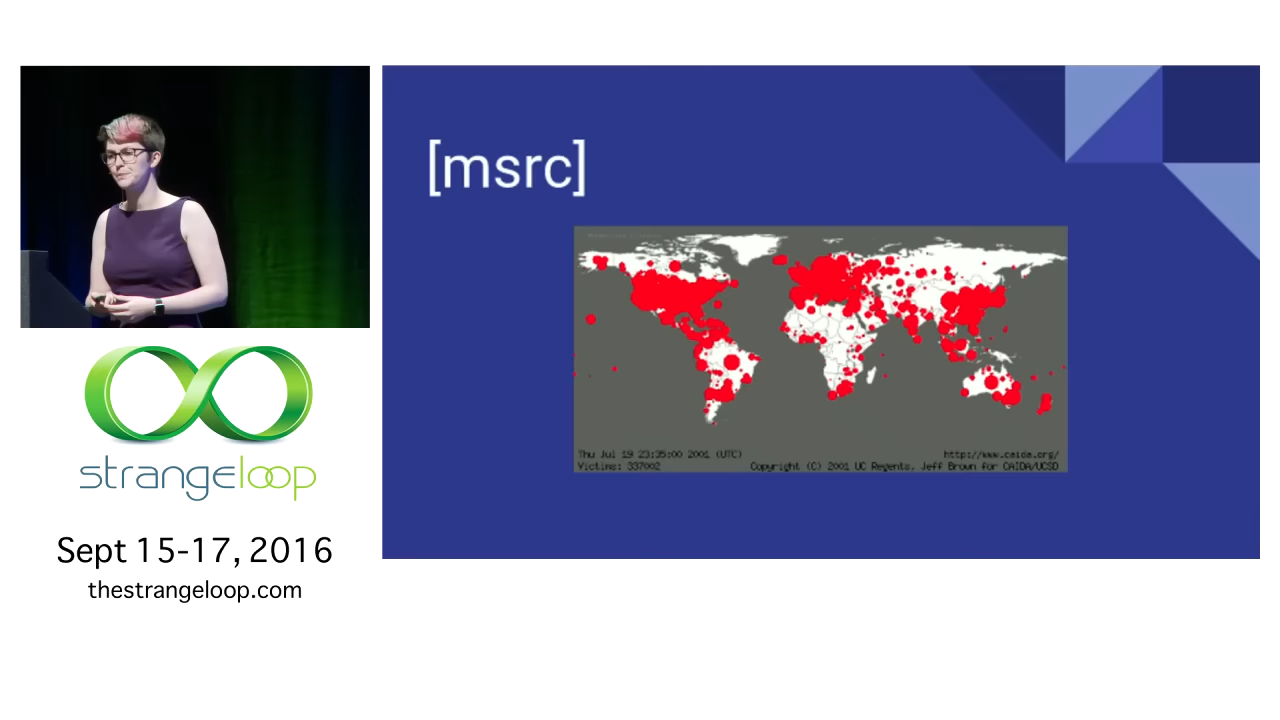 [msrc]
Thu Jul 19 23:35:00 2001 (UTC)
Victims: 337002
http://www.caida.org/
Copyright (C) 2001 UC Regents, Jeff Brown for CAIDA/UCSD
strangeloop
Sept 15-17, 2016
thestrangeloop.com